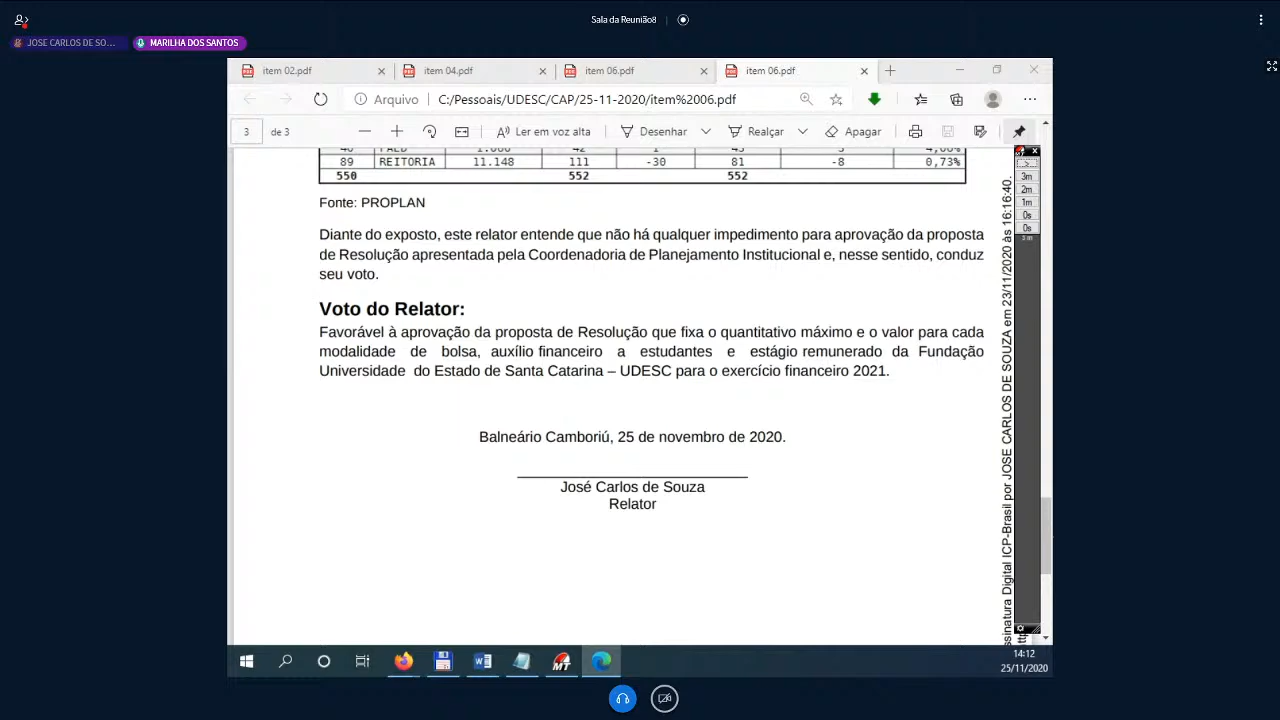 Sala da Reunião8
JOSE CARLOS DE SO...
MARILHA DOS SANTOS
item 02.pdf
item 04.pdf
item 06.pdf
item 06.pdf
Arquivo
C:/Pessoais/UDESC/CAP/25-11-2020/item%2006.pdf
3 de 3
Ler em voz alta
Desenhar
Realçar
Apagar
89 REITORIA 11.148 111 -30 81 -8 0,73%
550 552 552
Fonte: PROPLAN
Diante do exposto, este relator entende que não há qualquer impedimento para aprovação da proposta
de Resolução apresentada pela Coordenadoria de Planejamento Institucional e, nesse sentido, conduz
seu voto.
Voto do Relator:
Favorável à aprovação da proposta de Resolução que fixa o quantitativo máximo e o valor para cada
modalidade de bolsa, auxílio financeiro a estudantes e estágio remunerado da Fundação
Universidade do Estado de Santa Catarina – UDESC para o exercício financeiro 2021.
Balneário Camboriú, 25 de novembro de 2020.
José Carlos de Souza
Relator
ssinatura Digital ICP-Brasil por JOSE CARLOS DE SOUZA em 23/11/2020 às 16:16:40.
3m
2m
1m
0s
0s
MT
14:12
25/11/2020